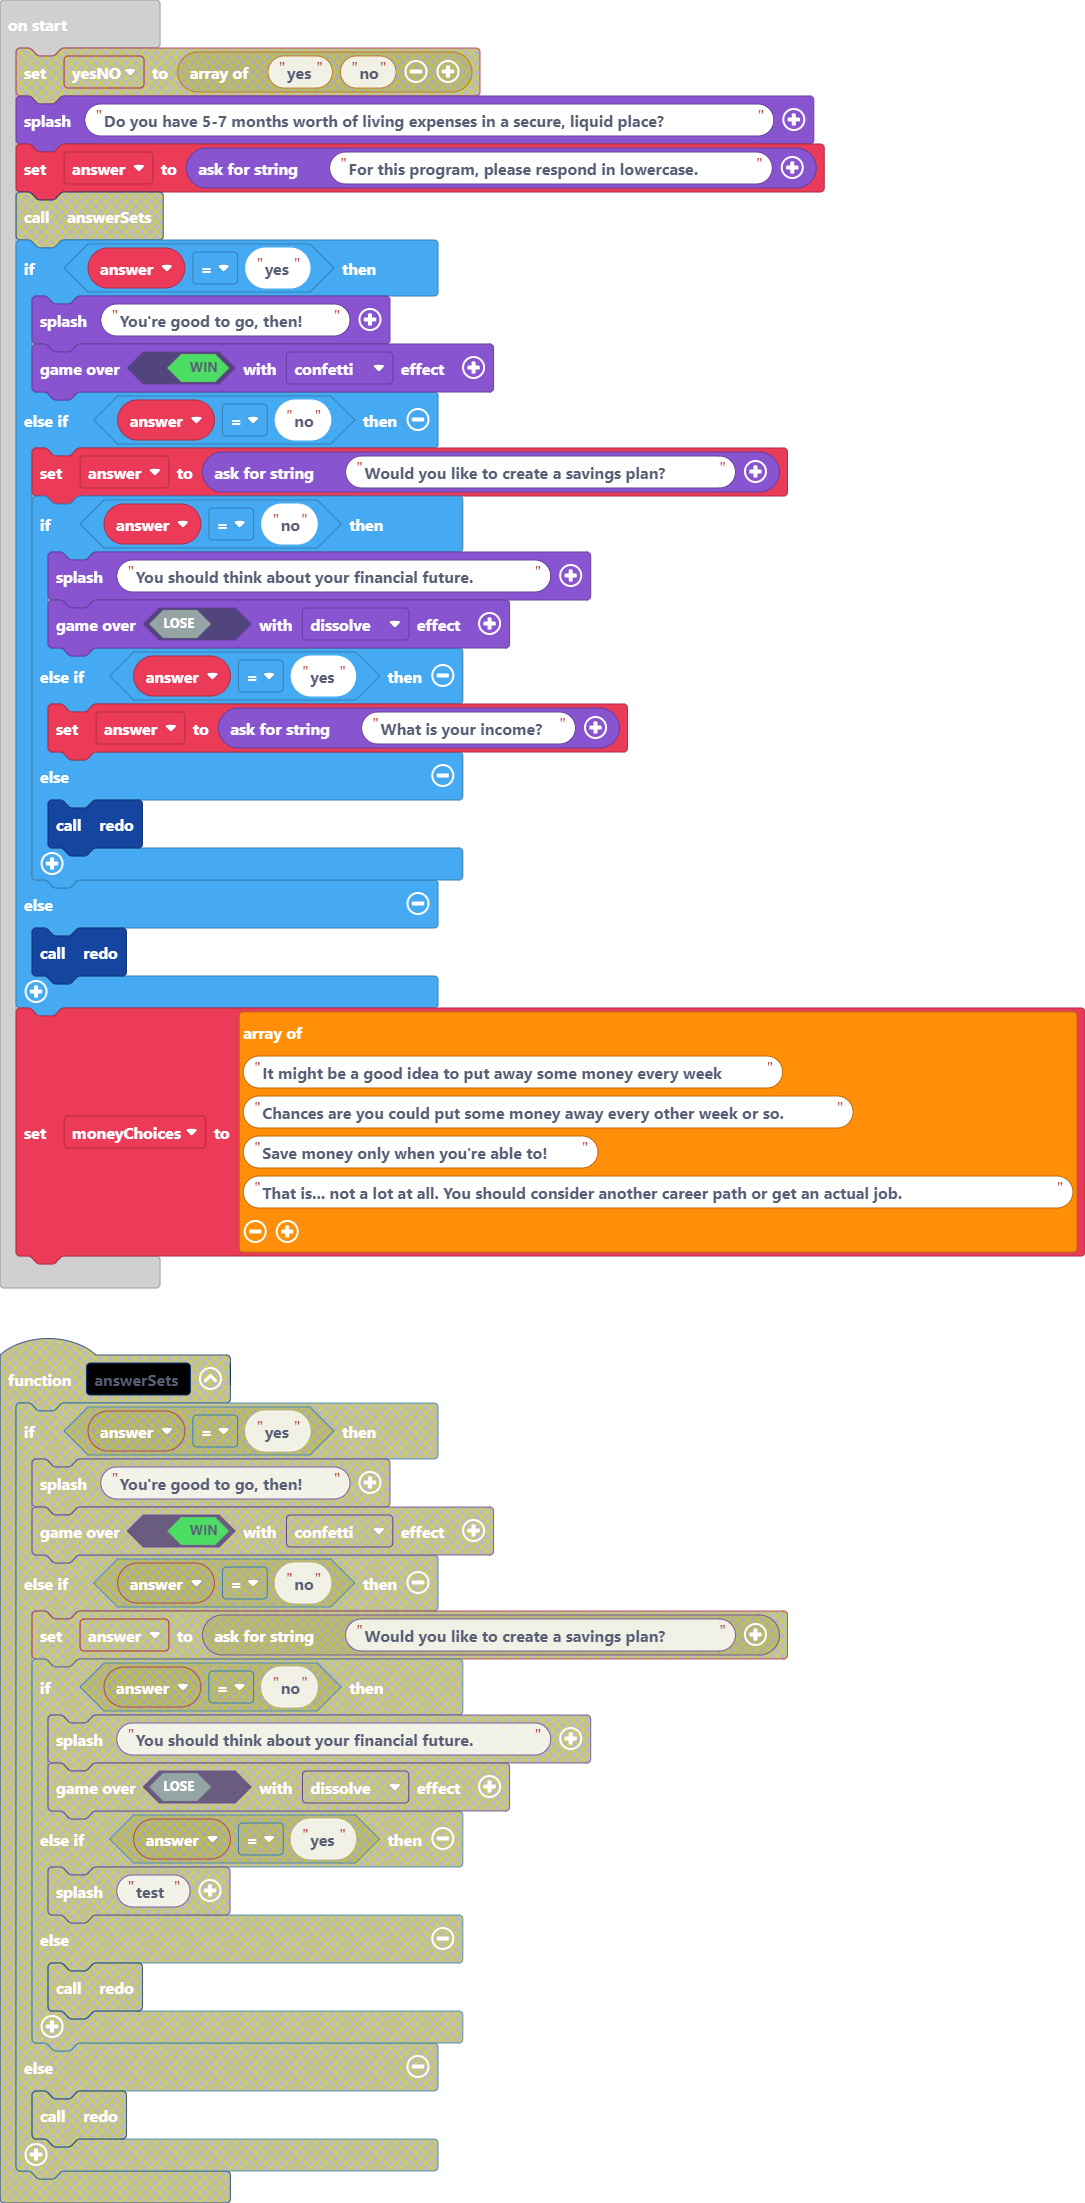 on start
set yesNO to array of "yes" "no"
splash "Do you have 5-7 months worth of living expenses in a secure, liquid place?"
set answer to ask for string "For this program, please respond in lowercase."
call answerSets
if answer = "yes" then
splash "You're good to go, then!"
game over WIN with confetti effect
else if answer = "no" then
set answer to ask for string "Would you like to create a savings plan?"
if answer = "no" then
splash "You should think about your financial future."
game over LOSE with dissolve effect
else if answer = "yes" then
set answer to ask for string "What is your income?"
else
call redo
else
call redo
array of
"It might be a good idea to put away some money every week"
"Chances are you could put some money away every other week or so."
set moneyChoices to
"Save money only when you're able to!"
"That is... not a lot at all. You should consider another career path or get an actual job."
function answerSets
if answer = "yes" then
splash "You're good to go, then!"
game over WIN with confetti effect
else if answer = "no" then
set answer to ask for string "Would you like to create a savings plan?"
if answer = "no" then
splash "You should think about your financial future."
game over LOSE with dissolve effect
else if answer = "yes" then
splash "test"
else
call redo
else
call redo